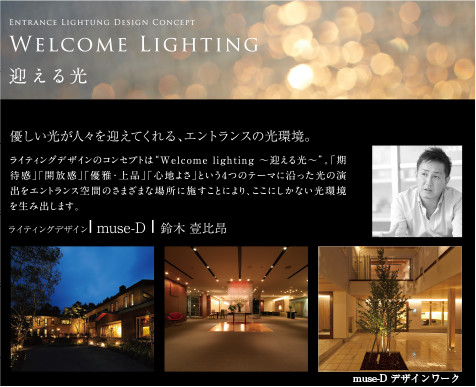 ENTRANCE LIGHTUNG DESIGN CONCEPT
WELCOME LIGHTING
迎える光
優しい光が人々を迎えてくれる、エントランスの光環境。
ライティングデザインのコンセプトは“Welcome lighting ～迎える光～”。「期
待感」「開放感」「優雅・上品」「心地よさ」という4つのテーマに沿った光の演
出をエントランス空間のさまざまな場所に施すことにより、ここにしかない光環境
を生み出します。
ライティングデザイン| muse-D | 鈴木 壹比昂
muse-D デザインワーク